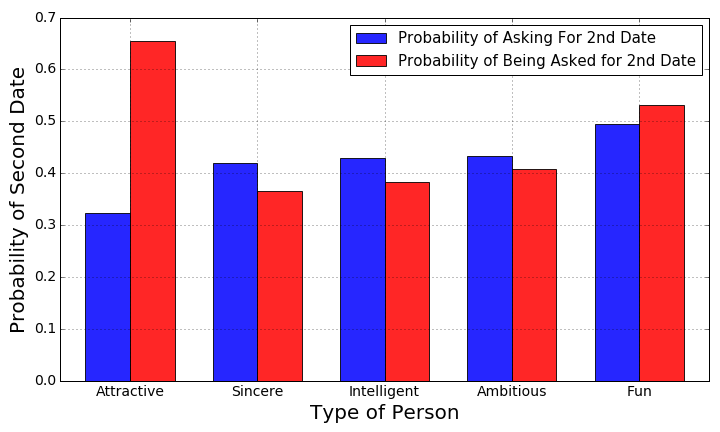 Probability of Asking For 2nd Date
Probability of Being Asked for 2nd Date
Probability of Second Date
0.7
0.6
0.5
0.4
0.3
0.2
0.1
0.0
Attractive Sincere Intelligent Ambitious Fun
Type of Person